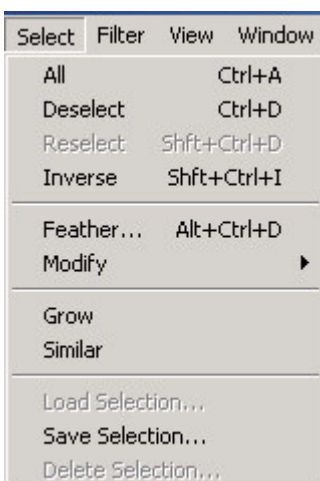 Select Filter View Window
All Ctrl+A
Deselect Ctrl+D
Reselect Shft+Ctrl+D
Inverse Shft+Ctrl+I
Feather... Alt+Ctrl+D
Modify
Grow
Similar
Load Selection...
Save Selection...
Delete Selection...